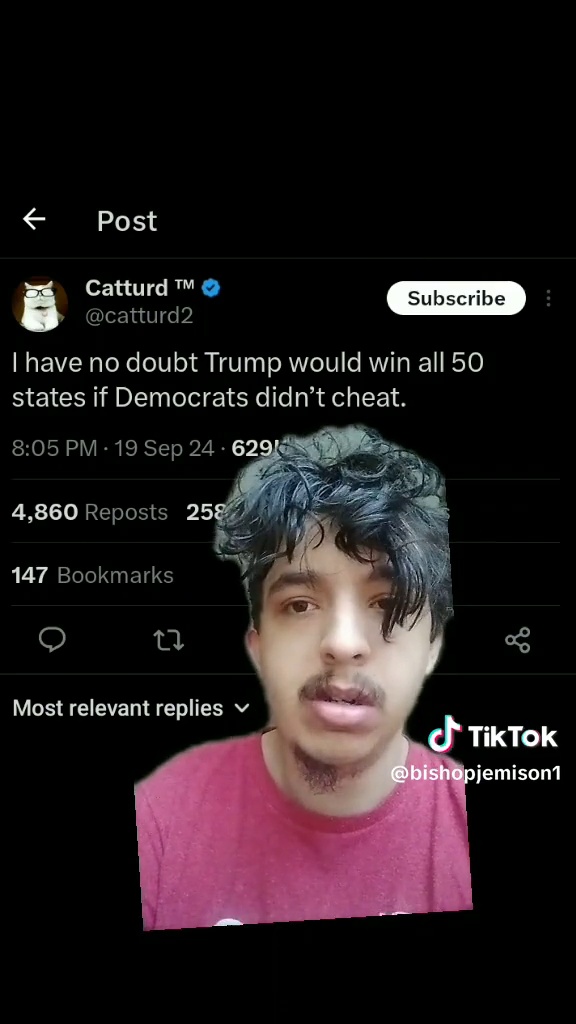 Post
Catturd ™
@catturd2
Subscribe
I have no doubt Trump would win all 50
states if Democrats didn't cheat.
8:05 PM · 19 Sep 24 ·
4,860 Reposts
147 Bookmarks
Most relevant replies
TikTok
@bishopjemison1